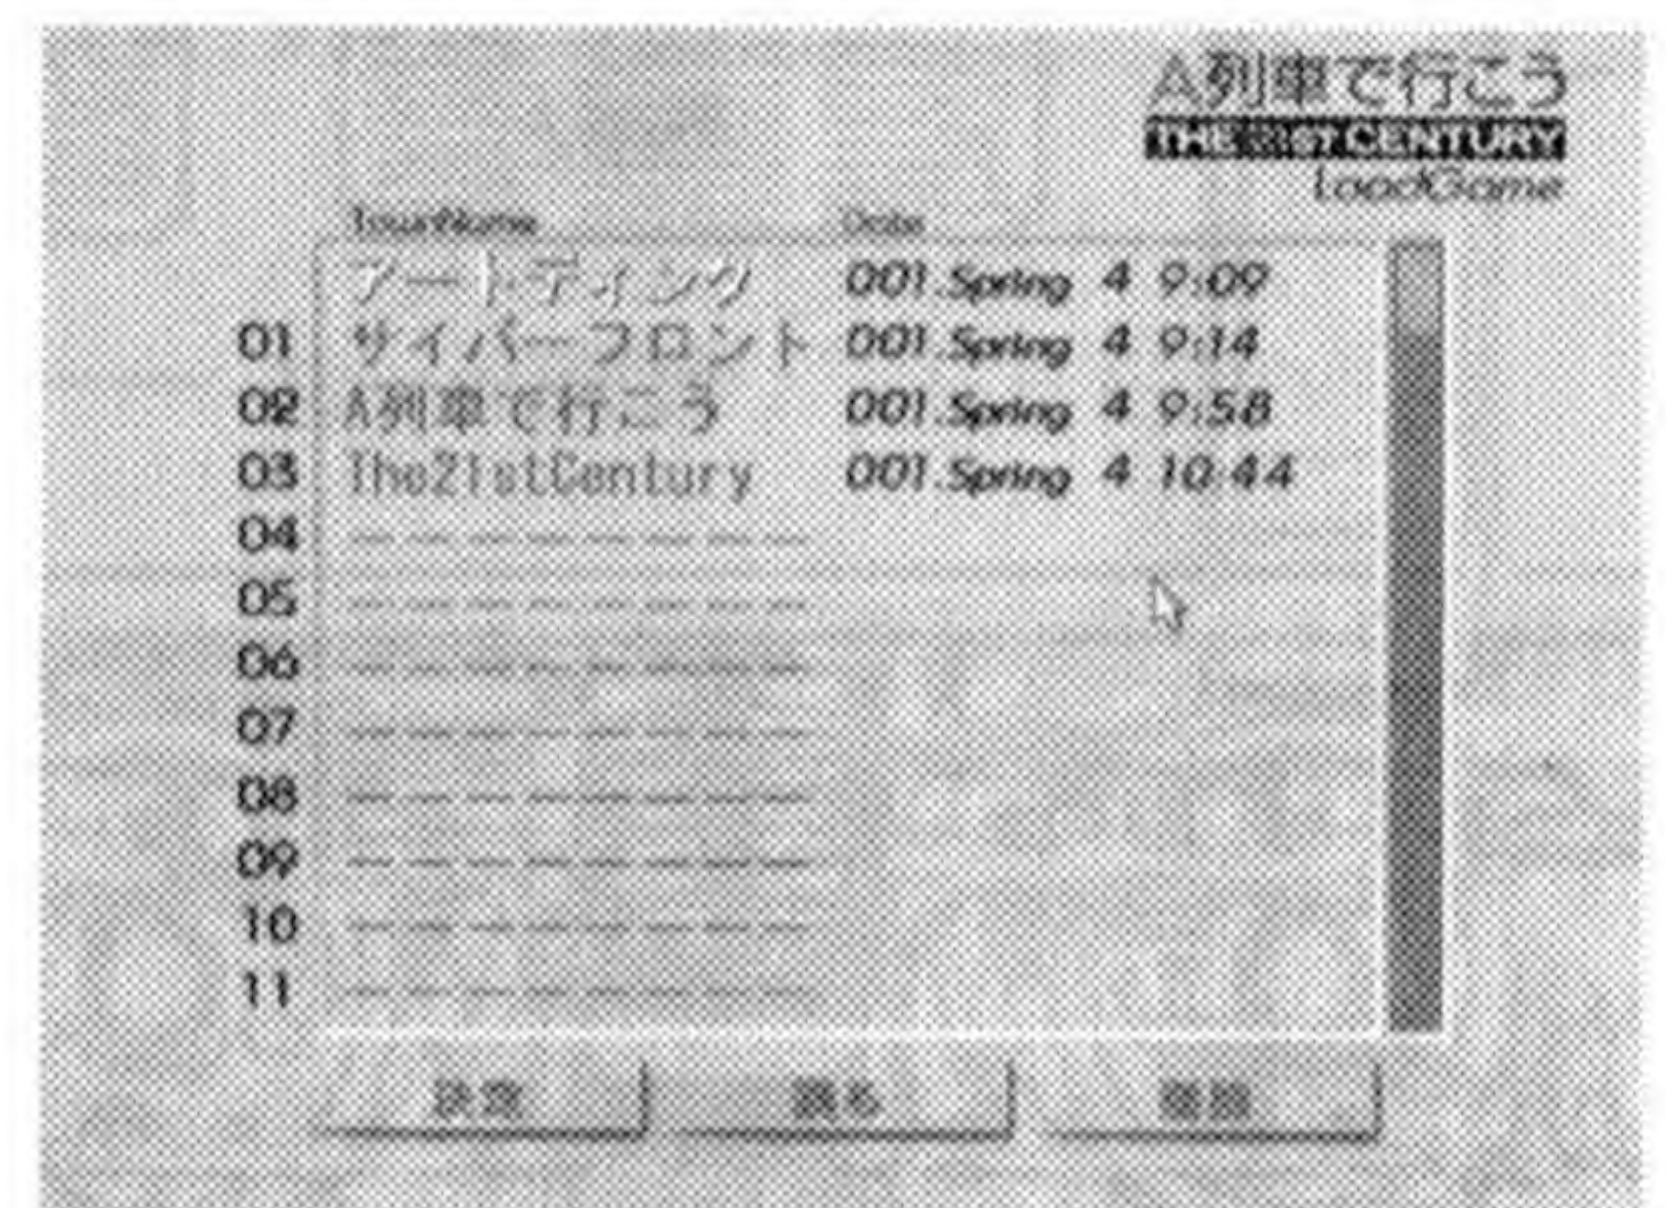 A列車で行こう
THE 21ST CENTURY
LoadGame
TownName Date
アートディンク 001.Spring 4 9:09
01 サイバーフロント 001.Spring 4 9:14
02 A列車で行こう 001.Spring 4 9:58
03 The21stCentury 001.Spring 4 10:44
04 ────────
05 ────────
06 ────────
07 ────────
08 ────────
09 ────────
10 ────────
11 ────────
決定 戻る